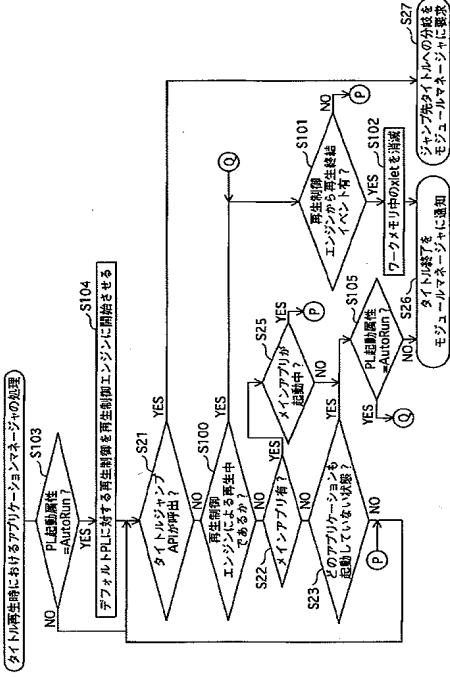 タイトル再生時におけるアプリケーションマネージャの処理
S103
PL起動属性
=AutoRun?
NO
YES
S104
デフォルトPLに対する再生制御を再生制御エンジンに開始させる
S21
タイトルジャンプ
APIが呼出?
YES
NO
S100
再生制御
エンジンによる再生中
であるか?
YES
NO
S22
メインアプリ有?
YES
NO
S25
メインアプリが
起動中?
YES
P
NO
S23
どのアプリケーションも
起動していない状態?
YES
NO
P
Q
S101
再生制御
エンジンから再生終結
イベント有?
NO
P
YES
S102
ワークメモリ中のxletを消滅
S105
PL起動属性
=AutoRun?
YES
Q
NO
S26
タイトル終了を
モジュールマネージャに通知
S27
ジャンプ先タイトルへの分岐を
モジュールマネージャに要求